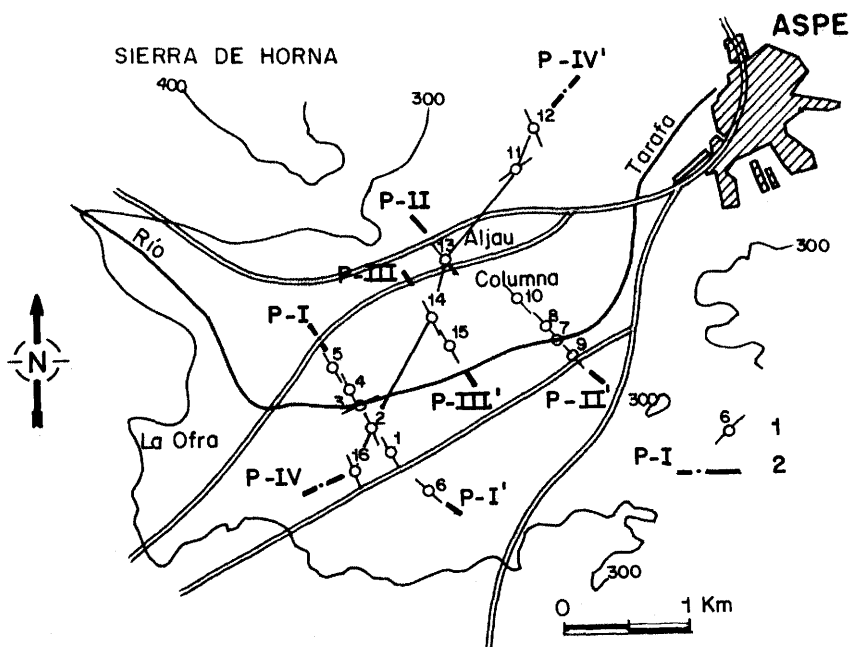 ASPE
SIERRA DE HORNA
400
300
P-IV'
12
11
Tarafa
P-II
13
Aljau
Río
P-III
Columna
10
300
P-I
14
8
7
15
9
5
4
3
P-III'
P-II'
300
2
La Ofra
1
16
P-IV
6
P-I'
6
1
P-I
2
N
300
0
1 Km